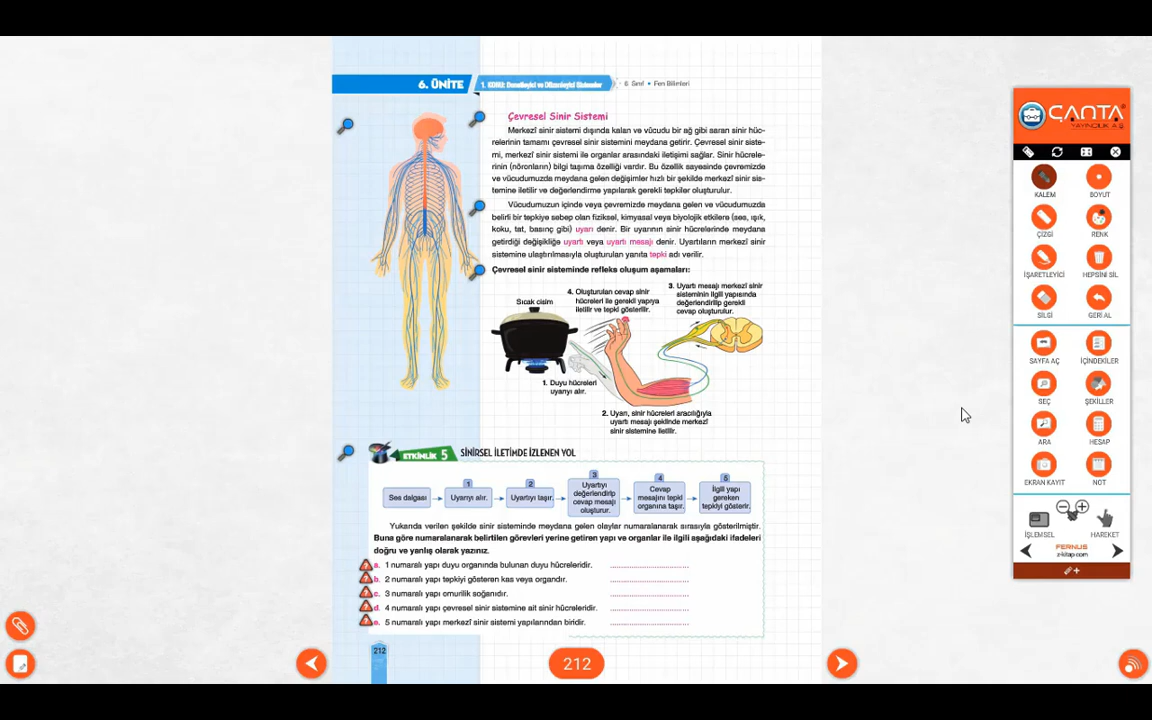 6. ÜNİTE
1. KONU: Denetleyici ve Düzenleyici Sistemler
6. Sınıf • Fen Bilimleri
Çevresel Sinir Sistemi
Merkezî sinir sistemi dışında kalan ve vücudu bir ağ gibi saran sinir hüc-
relerinin tamamı çevresel sinir sistemini meydana getirir. Çevresel sinir siste-
mi, merkezî sinir sistemi ile organlar arasındaki iletişimi sağlar. Sinir hücrele-
rinin (nöronların) bilgi taşıma özelliği vardır. Bu özellik sayesinde çevremizde
ve vücudumuzda meydana gelen değişimler hızlı bir şekilde merkezî sinir sis-
temine iletilir ve değerlendirme yapılarak gerekli tepkiler oluşturulur.
Vücudumuzun içinde veya çevremizde meydana gelen ve vücudumuzda
belirli bir tepkiye sebep olan fiziksel, kimyasal veya biyolojik etkilere (ses, ışık,
koku, tat, basınç gibi) uyarı denir. Bir uyarının sinir hücrelerinde meydana
getirdiği değişikliğe uyartı veya uyartı mesajı denir. Uyartıların merkezî sinir
sistemine ulaştırılmasıyla oluşturulan yanıta tepki adı verilir.
Çevresel sinir sisteminde refleks oluşum aşamaları:
Sıcak cisim
4. Oluşturulan cevap sinir
hücreleri ile gerekli yapıya
iletilir ve tepki gösterilir.
3. Uyartı mesajı merkezî sinir
sisteminin ilgili yapısında
değerlendirilip gerekli
cevap oluşturulur.
1. Duyu hücreleri
uyarıyı alır.
2. Uyarı, sinir hücreleri aracılığıyla
uyartı mesajı şeklinde merkezî
sinir sistemine iletilir.
ETKİNLİK 5 SİNİRSEL İLETİMDE İZLENEN YOL
Ses dalgası
1
Uyarıyı alır.
2
Uyartıyı taşır.
3
Uyartıyı
değerlendirip
cevap mesajı
oluşturur.
4
Cevap
mesajını tepki
organına taşır.
5
İlgili yapı
gereken
tepkiyi gösterir.
Yukarıda verilen şekilde sinir sisteminde meydana gelen olaylar numaralanarak sırasıyla gösterilmiştir.
Buna göre numaralanarak belirtilen görevleri yerine getiren yapı ve organlar ile ilgili aşağıdaki ifadeleri
doğru ve yanlış olarak yazınız.
a. 1 numaralı yapı duyu organında bulunan duyu hücreleridir. ..............................
b. 2 numaralı yapı tepkiyi gösteren kas veya organdır. ..............................
c. 3 numaralı yapı omurilik soğanıdır. ..............................
d. 4 numaralı yapı çevresel sinir sistemine ait sinir hücreleridir. ..............................
e. 5 numaralı yapı merkezî sinir sistemi yapılarından biridir. ..............................
212
212
ÇANTA
YAYINCILIK A.Ş.
KALEM
BOYUT
ÇİZGİ
RENK
İŞARETLEYİCİ
HEPSİNİ SİL
SİLGİ
GERİ AL
SAYFA AÇ
İÇİNDEKİLER
SEÇ
ŞEKİLLER
ARA
HESAP
EKRAN KAYIT
NOT
İŞLEMSEL
HAREKET
FERNUS
z-kitap.com